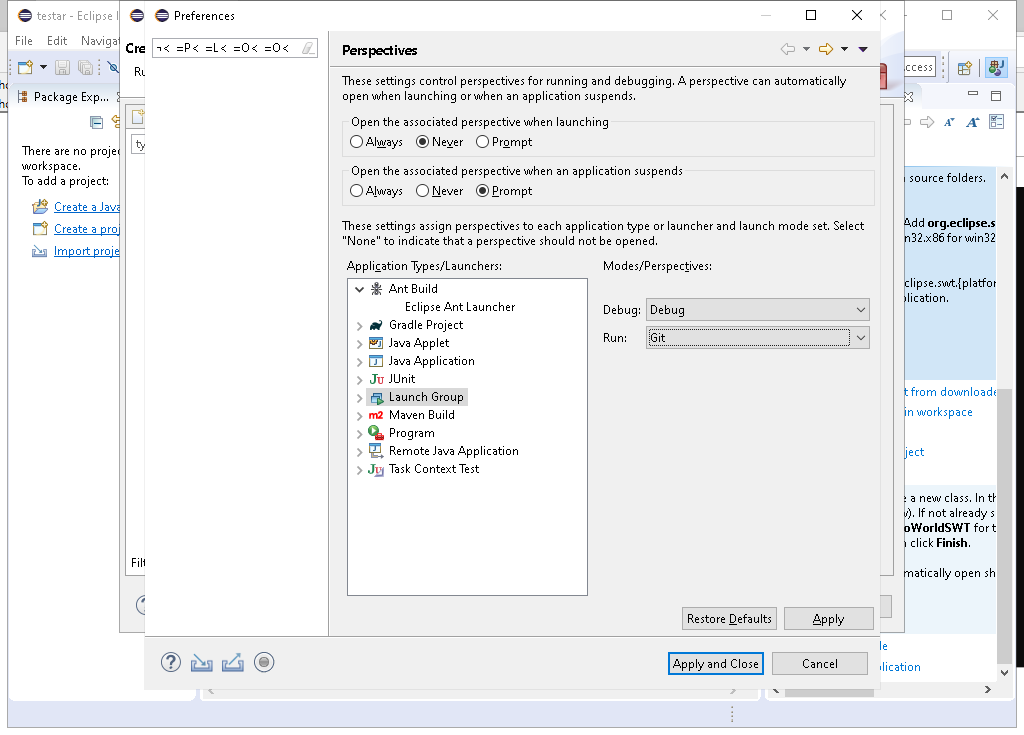 testar - Eclipse I
Preferences
File Edit Navigat
Cre
Ru
¬< =P< =L< =O< =O<
Perspectives
ccess
Package Exp...
These settings control perspectives for running and debugging. A perspective can automatically
open when launching or when an application suspends.
Open the associated perspective when launching
Always Never Prompt
Open the associated perspective when an application suspends
Always Never Prompt
ty
There are no projec
workspace.
To add a project:
Create a Java
Create a proj
Import proje
These settings assign perspectives to each application type or launcher and launch mode set. Select
"None" to indicate that a perspective should not be opened.
Application Types/Launchers:
Modes/Perspectives:
Ant Build
Eclipse Ant Launcher
Gradle Project
Java Applet
Java Application
JUnit
Launch Group
Maven Build
Program
Remote Java Application
Task Context Test
Debug: Debug
Run: Git
source folders.
Add org.eclipse.s
n32.x86 for win32
clipse.swt.{platfor
plication.
t from downloade
in workspace
ject
e a new class. In th
v). If not already s
oWorldSWT for t
n click Finish.
matically open sh
le
plication
Filt
Restore Defaults Apply
Apply and Close Cancel